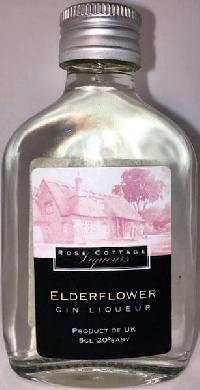 ROSE COTTAGE
Liqueurs
ELDERFLOWER
GIN LIQUEUR
PRODUCT OF UK
5CL 20%ABV